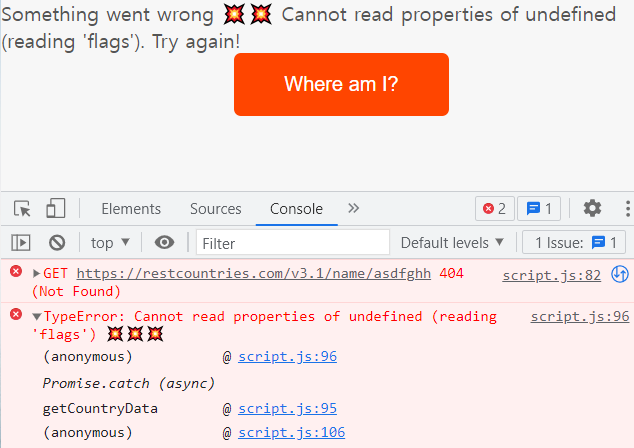 Something went wrong 💥💥 Cannot read properties of undefined
(reading 'flags'). Try again!
Where am I?
Elements Sources Console »
2 1
top ▼ Filter Default levels ▼ 1 Issue: 1
▶GET https://restcountries.com/v3.1/name/asdfghh 404 script.js:82
(Not Found)
▼TypeError: Cannot read properties of undefined (reading script.js:96
'flags') 💥💥💥
(anonymous) @ script.js:96
Promise.catch (async)
getCountryData @ script.js:95
(anonymous) @ script.js:106